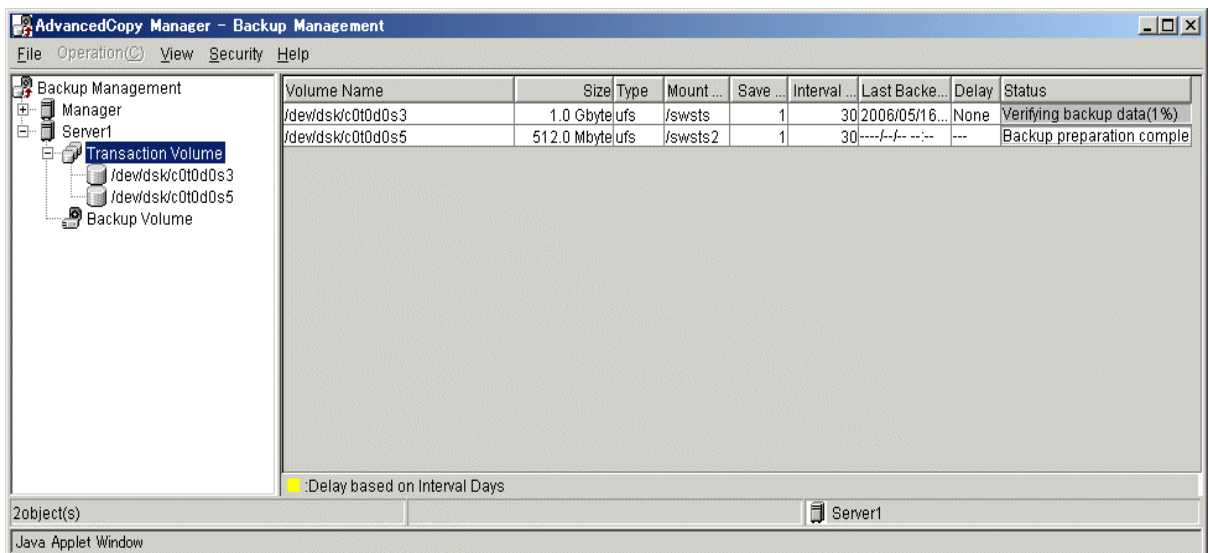 AdvancedCopy Manager - Backup Management
File Operation(C) View Security Help
Backup Management
Manager
Server1
Transaction Volume
/dev/dsk/c0t0d0s3
/dev/dsk/c0t0d0s5
Backup Volume
Volume Name Size Type Mount ... Save ... Interval ... Last Backe... Delay Status
/dev/dsk/c0t0d0s3 1.0 Gbyte ufs /swsts 1 30 2006/05/16... None Verifying backup data(1%)
/dev/dsk/c0t0d0s5 512.0 Mbyte ufs /swsts2 1 30 ----/--/-- --:-- --- Backup preparation comple
:Delay based on Interval Days
2object(s) Server1
Java Applet Window